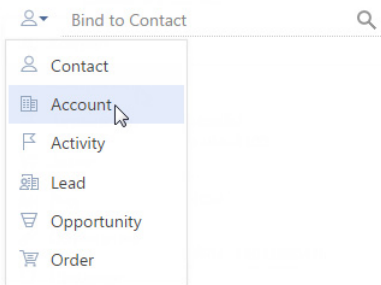 Bind to Contact
Contact
Account
Activity
Lead
Opportunity
Order